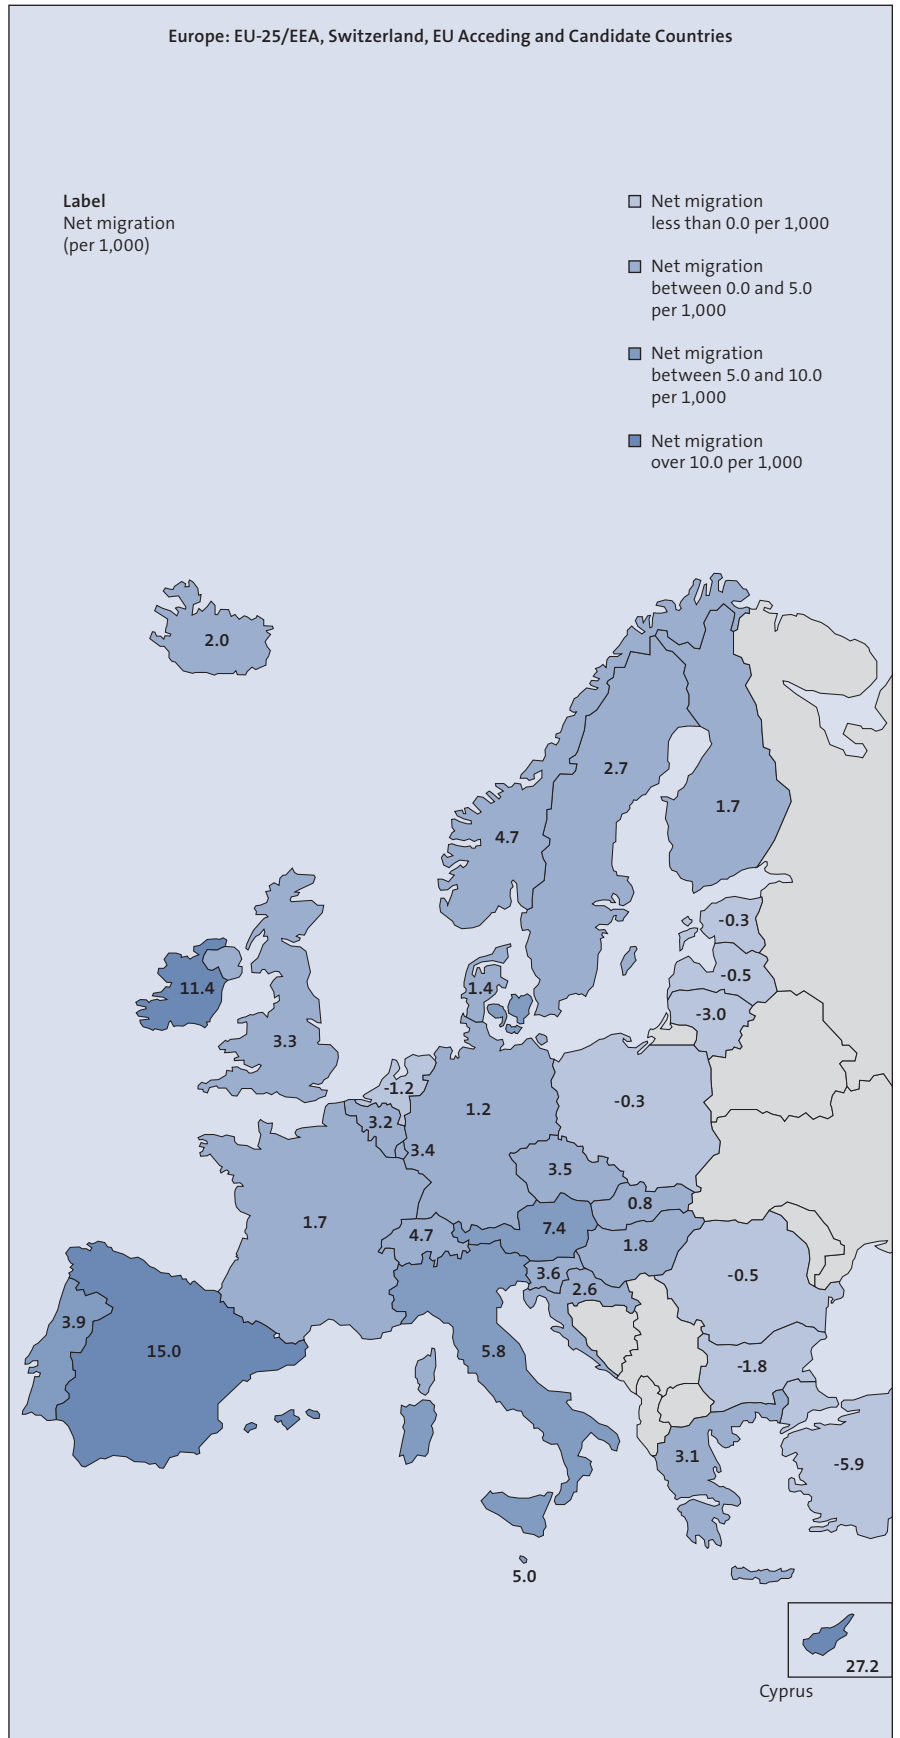 Europe: EU-25/EEA, Switzerland, EU Acceding and Candidate Countries
Label
Net migration
(per 1,000)
Net migration
less than 0.0 per 1,000
Net migration
between 0.0 and 5.0
per 1,000
Net migration
between 5.0 and 10.0
per 1,000
Net migration
over 10.0 per 1,000
2.0
2.7
1.7
4.7
-0.3
-0.5
11.4
1.4
-3.0
3.3
-1.2
1.2
-0.3
3.2
3.4
3.5
0.8
1.7
4.7
7.4
1.8
3.6
-0.5
2.6
3.9
15.0
5.8
-1.8
3.1
-5.9
5.0
27.2
Cyprus